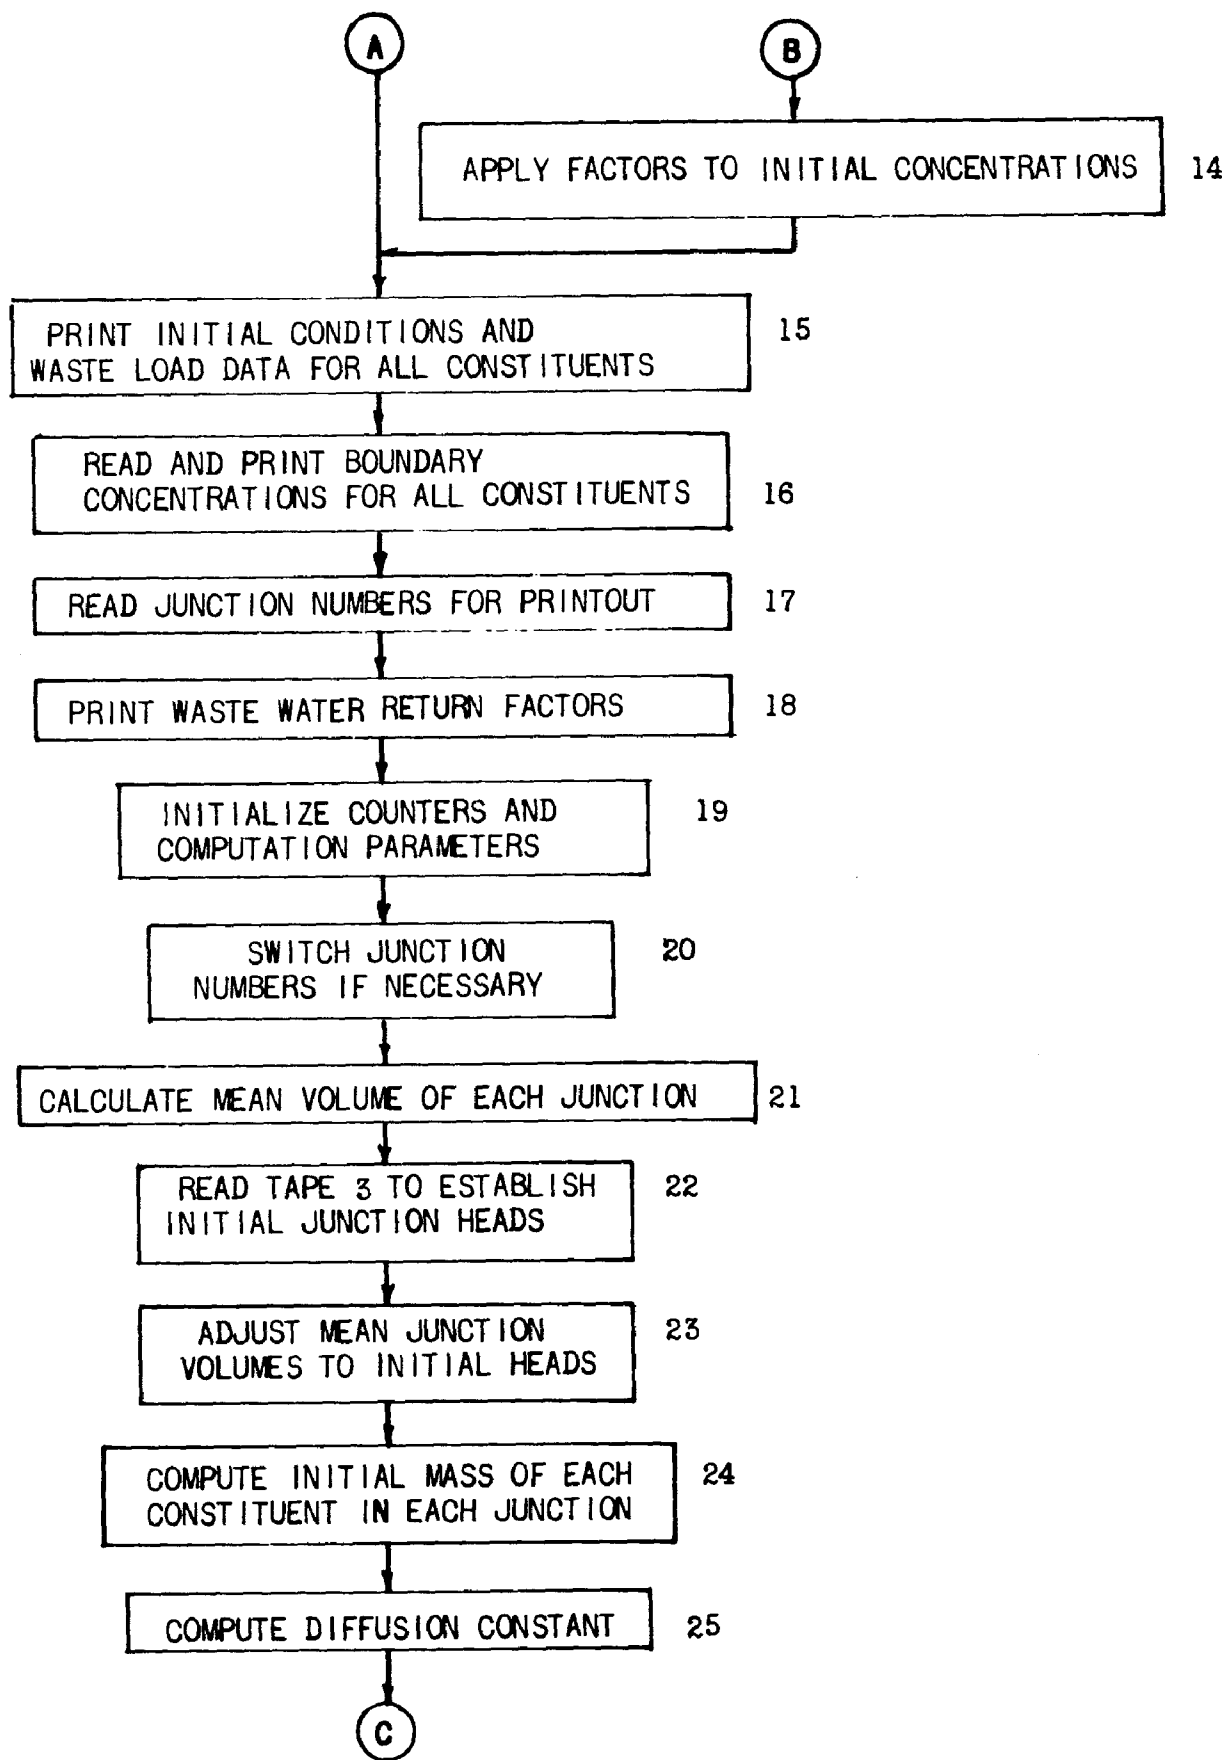 A
B
APPLY FACTORS TO INITIAL CONCENTRATIONS 14
PRINT INITIAL CONDITIONS AND 15
WASTE LOAD DATA FOR ALL CONSTITUENTS
READ AND PRINT BOUNDARY
CONCENTRATIONS FOR ALL CONSTITUENTS 16
READ JUNCTION NUMBERS FOR PRINTOUT 17
PRINT WASTE WATER RETURN FACTORS 18
INITIALIZE COUNTERS AND 19
COMPUTATION PARAMETERS
SWITCH JUNCTION 20
NUMBERS IF NECESSARY
CALCULATE MEAN VOLUME OF EACH JUNCTION 21
READ TAPE 3 TO ESTABLISH 22
INITIAL JUNCTION HEADS
ADJUST MEAN JUNCTION 23
VOLUMES TO INITIAL HEADS
COMPUTE INITIAL MASS OF EACH 24
CONSTITUENT IN EACH JUNCTION
COMPUTE DIFFUSION CONSTANT 25
C